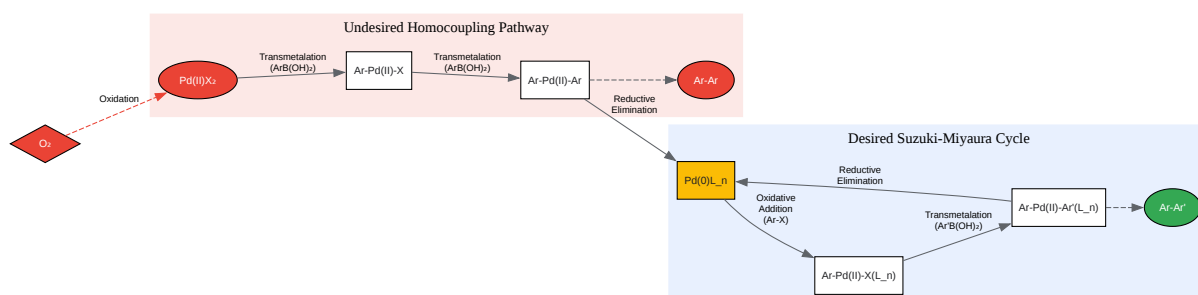 Undesired Homocoupling Pathway
Oxidation
O₂
Pd(II)X₂
Transmetalation
(ArB(OH)₂)
Ar-Pd(II)-X
Transmetalation
(ArB(OH)₂)
Ar-Pd(II)-Ar
Ar-Ar
Reductive
Elimination
Desired Suzuki-Miyaura Cycle
Pd(0)L_n
Reductive
Elimination
Oxidative
Addition
(Ar-X)
Transmetalation
(Ar'B(OH)₂)
Ar-Pd(II)-Ar'(L_n)
Ar-Ar'
Ar-Pd(II)-X(L_n)